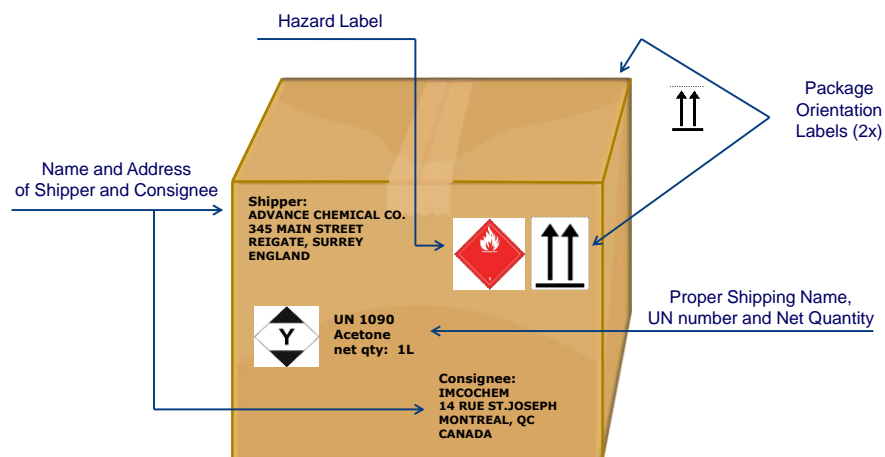 Hazard Label
Package
Orientation
Labels (2x)
Name and Address
of Shipper and Consignee
Shipper:
ADVANCE CHEMICAL CO.
345 MAIN STREET
REIGATE, SURREY
ENGLAND
Proper Shipping Name,
UN number and Net Quantity
Y
UN 1090
Acetone
net qty: 1L
Consignee:
IMCOCHEM
14 RUE ST.JOSEPH
MONTREAL, QC
CANADA